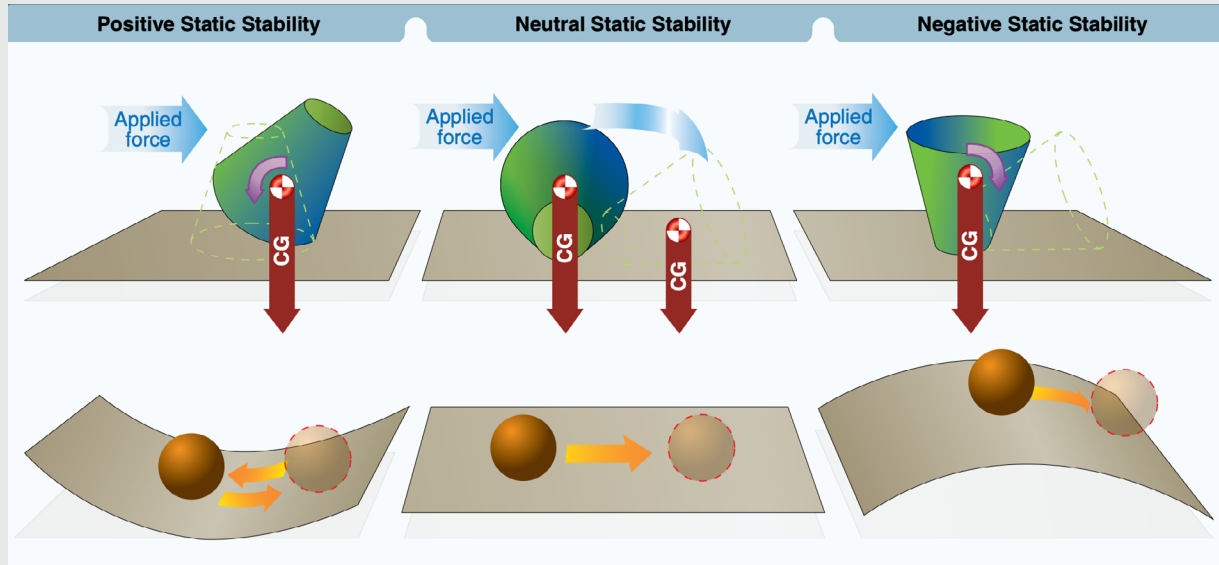 Positive Static Stability
Neutral Static Stability
Negative Static Stability
Applied
force
Applied
force
Applied
force
CG
CG
CG
CG